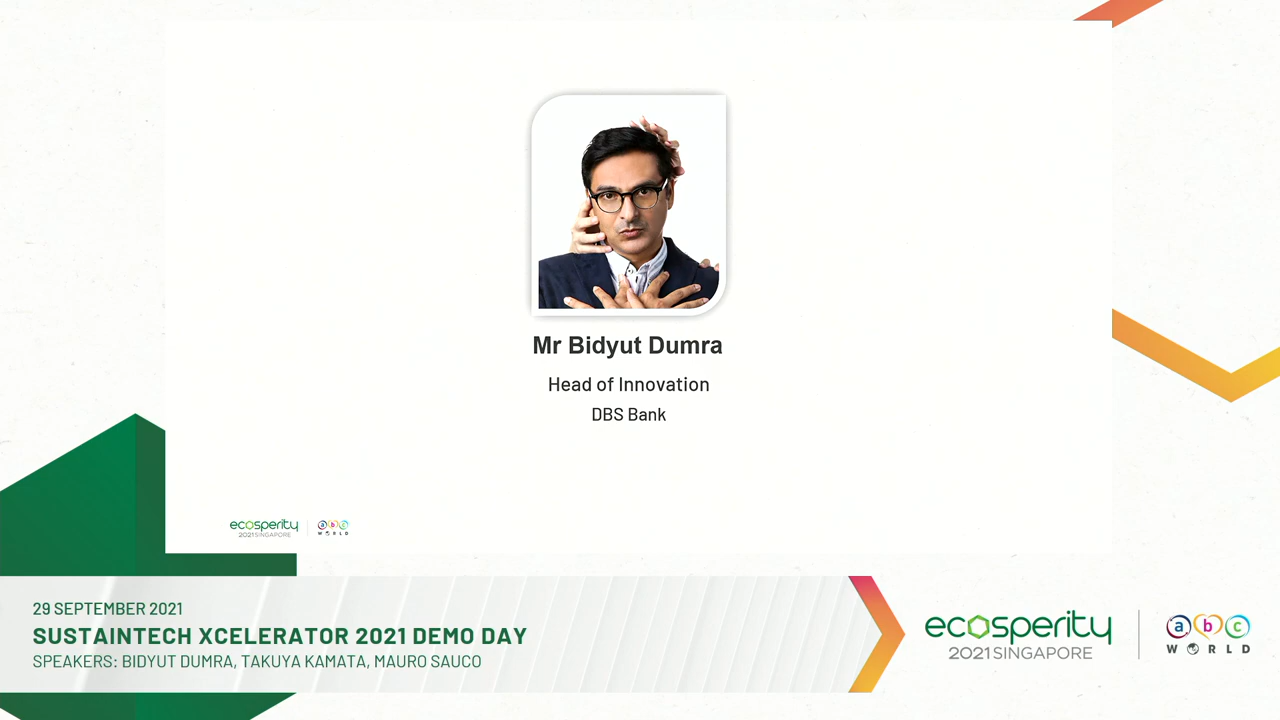 Mr Bidyut Dumra
Head of Innovation
DBS Bank
ecosperity
2021 SINGAPORE
a b c
WORLD
29 SEPTEMBER 2021
SUSTAINTECH XCELERATOR 2021 DEMO DAY
SPEAKERS: BIDYUT DUMRA, TAKUYA KAMATA, MAURO SAUCO
ecosperity
2021 SINGAPORE
a b c
WORLD